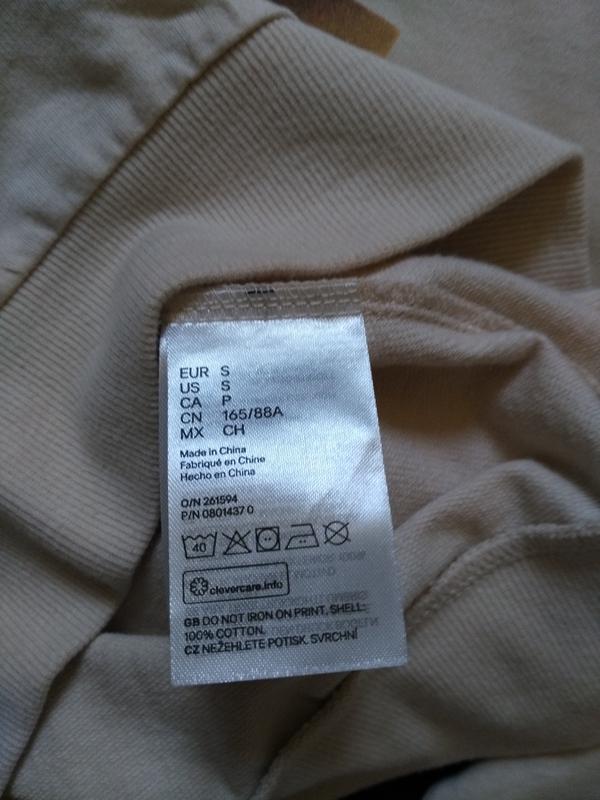 EUR S
US S
CA P
CN 165/88A
MX CH
Made in China
Fabriqué en Chine
Hecho en China
O/N 261594
P/N 0801437 0
40
clevercare.info
GB DO NOT IRON ON PRINT, SHELL:
100% COTTON.
CZ NEŽEHLETE POTISK. SVRCHNÍ